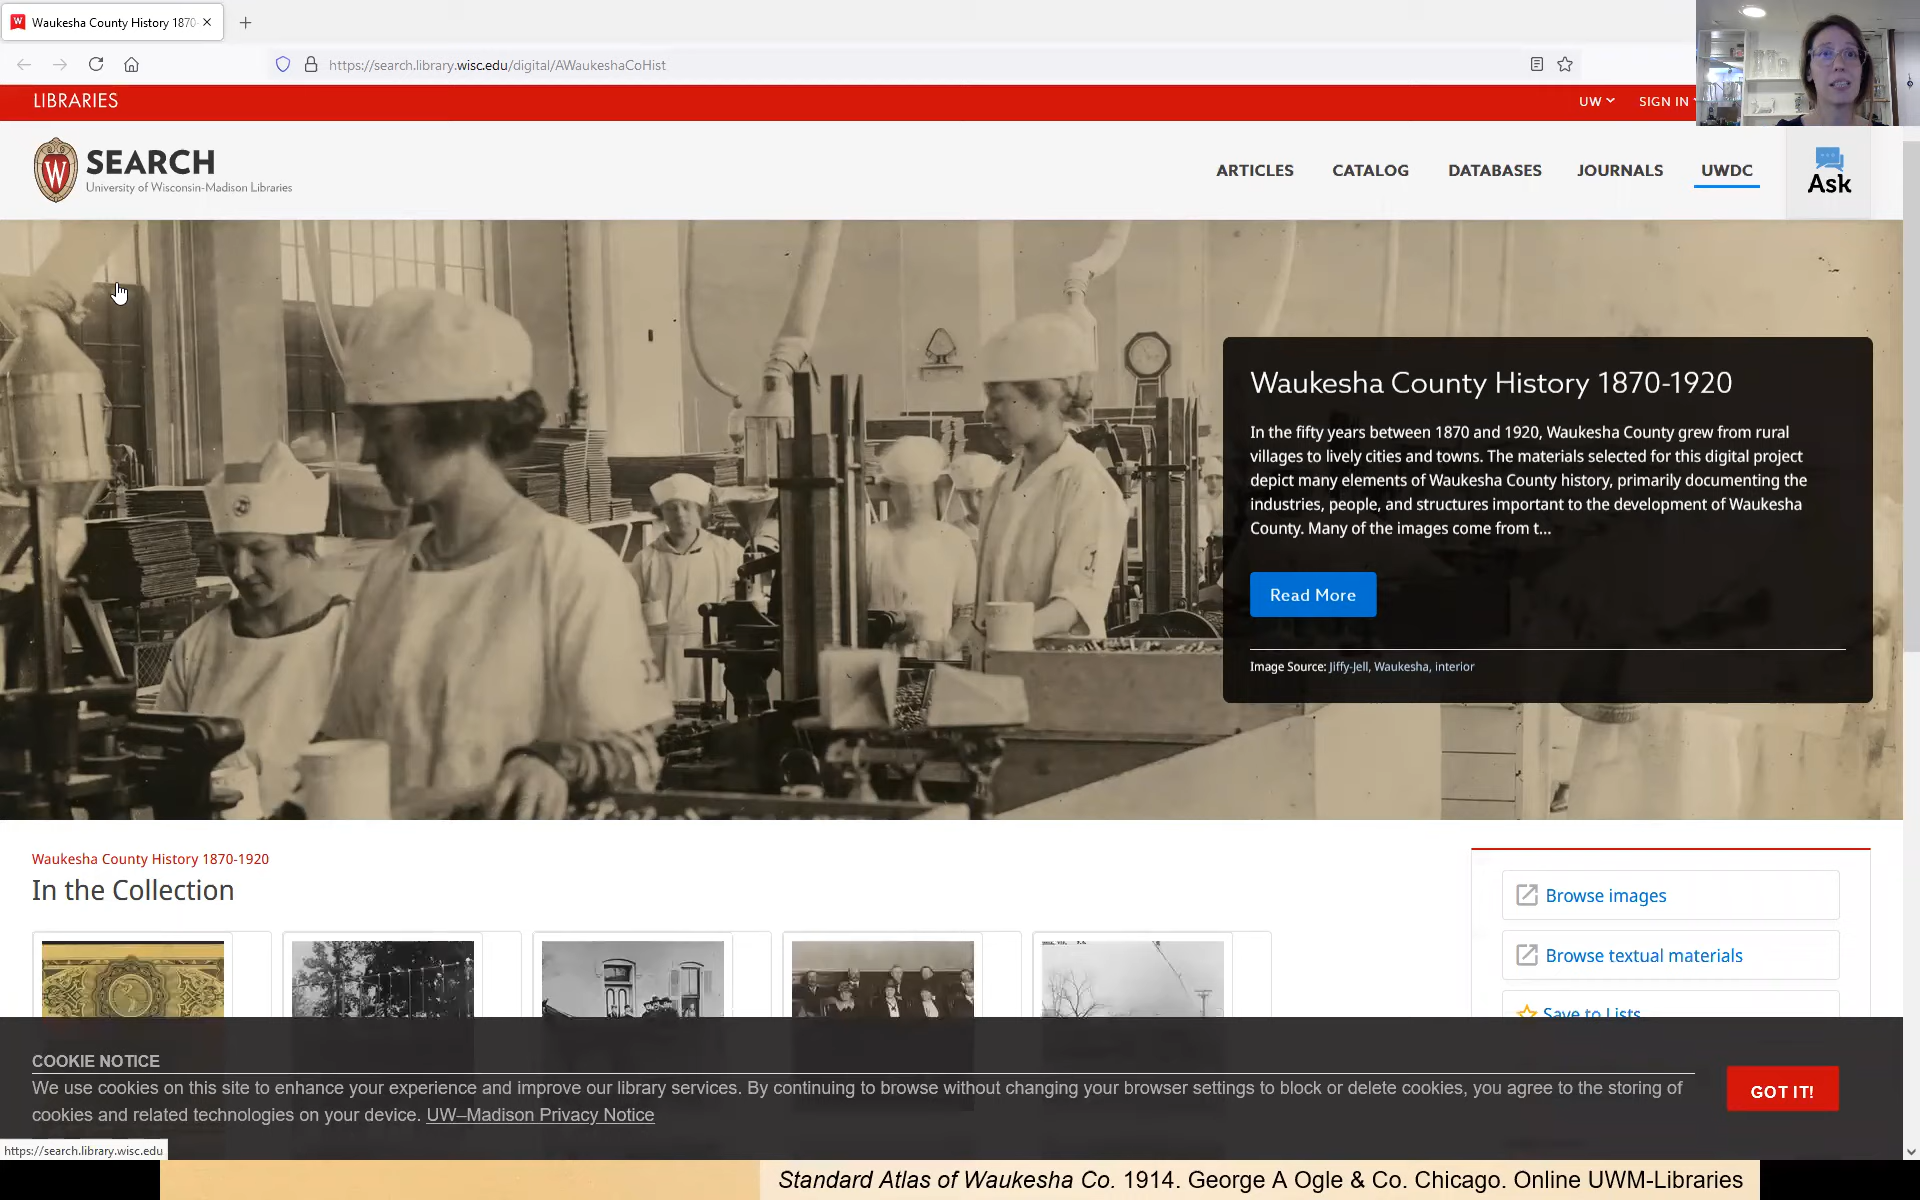 Waukesha County History 1870-
https://search.library.wisc.edu/digital/AWaukeshaCoHist
LIBRARIES
UW
SIGN IN
W
SEARCH
University of Wisconsin-Madison Libraries
ARTICLES
CATALOG
DATABASES
JOURNALS
UWDC
Ask
Waukesha County History 1870-1920
In the fifty years between 1870 and 1920, Waukesha County grew from rural
villages to lively cities and towns. The materials selected for this digital project
depict many elements of Waukesha County history, primarily documenting the
industries, people, and structures important to the development of Waukesha
County. Many of the images come from t...
Read More
Image Source: Jiffy-Jell, Waukesha, interior
Waukesha County History 1870-1920
In the Collection
Browse images
Browse textual materials
Save to Lists
COOKIE NOTICE
We use cookies on this site to enhance your experience and improve our library services. By continuing to browse without changing your browser settings to block or delete cookies, you agree to the storing of
cookies and related technologies on your device. UW–Madison Privacy Notice
GOT IT!
https://search.library.wisc.edu
Standard Atlas of Waukesha Co. 1914. George A Ogle & Co. Chicago. Online UWM-Libraries